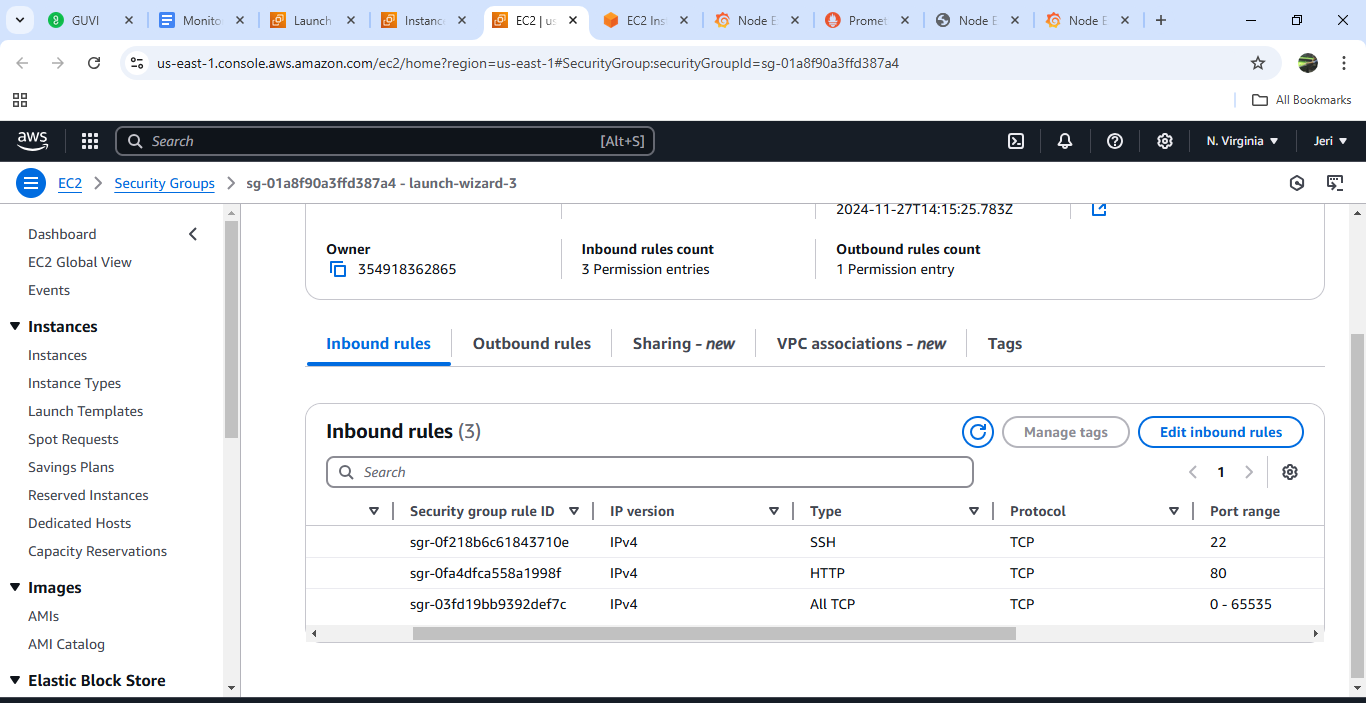 GUVI
Monito
Launch
Instanc
EC2 | us
EC2 Ins
Node E
Promet
Node E
Node E
us-east-1.console.aws.amazon.com/ec2/home?region=us-east-1#SecurityGroup:securityGroupId=sg-01a8f90a3ffd387a4
All Bookmarks
aws
Search [Alt+S]
N. Virginia
Jeri
EC2
Security Groups
sg-01a8f90a3ffd387a4 - launch-wizard-3
Dashboard
EC2 Global View
Events
Instances
Instances
Instance Types
Launch Templates
Spot Requests
Savings Plans
Reserved Instances
Dedicated Hosts
Capacity Reservations
Images
AMIs
AMI Catalog
Elastic Block Store
2024-11-27T14:15:25.783Z
Owner
354918362865
Inbound rules count
3 Permission entries
Outbound rules count
1 Permission entry
Inbound rules
Outbound rules
Sharing - new
VPC associations - new
Tags
Inbound rules (3)
Manage tags
Edit inbound rules
Search
1
Security group rule ID IP version Type Protocol Port range
sgr-0f218b6c61843710e IPv4 SSH TCP 22
sgr-0fa4dfca558a1998f IPv4 HTTP TCP 80
sgr-03fd19bb9392def7c IPv4 All TCP TCP 0 - 65535